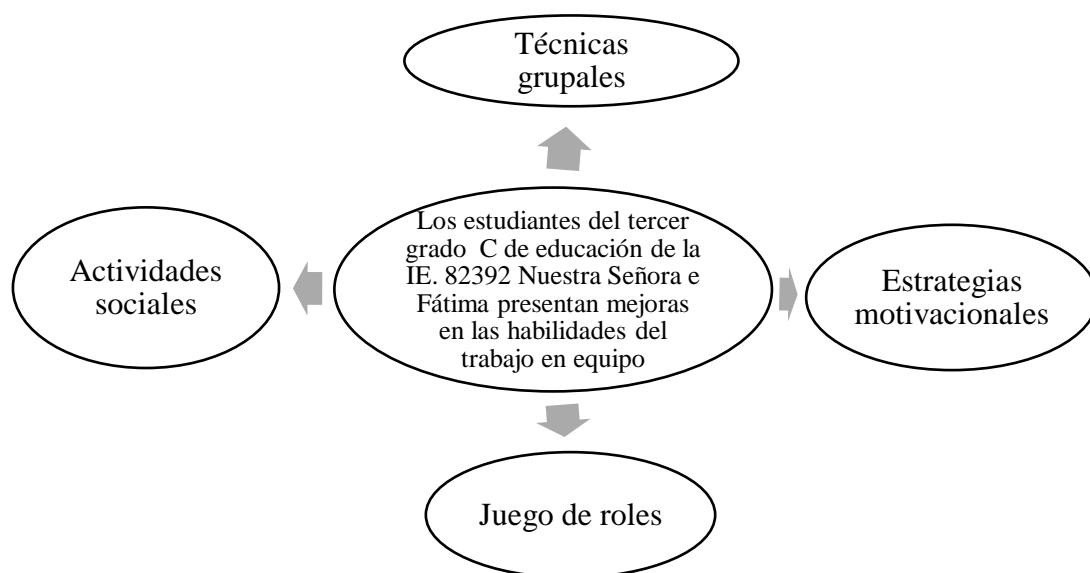 Técnicas
grupales
Los estudiantes del tercer
grado C de educación de la
IE. 82392 Nuestra Señora e
Fátima presentan mejoras
en las habilidades del
trabajo en equipo
Actividades
sociales
Estrategias
motivacionales
Juego de roles